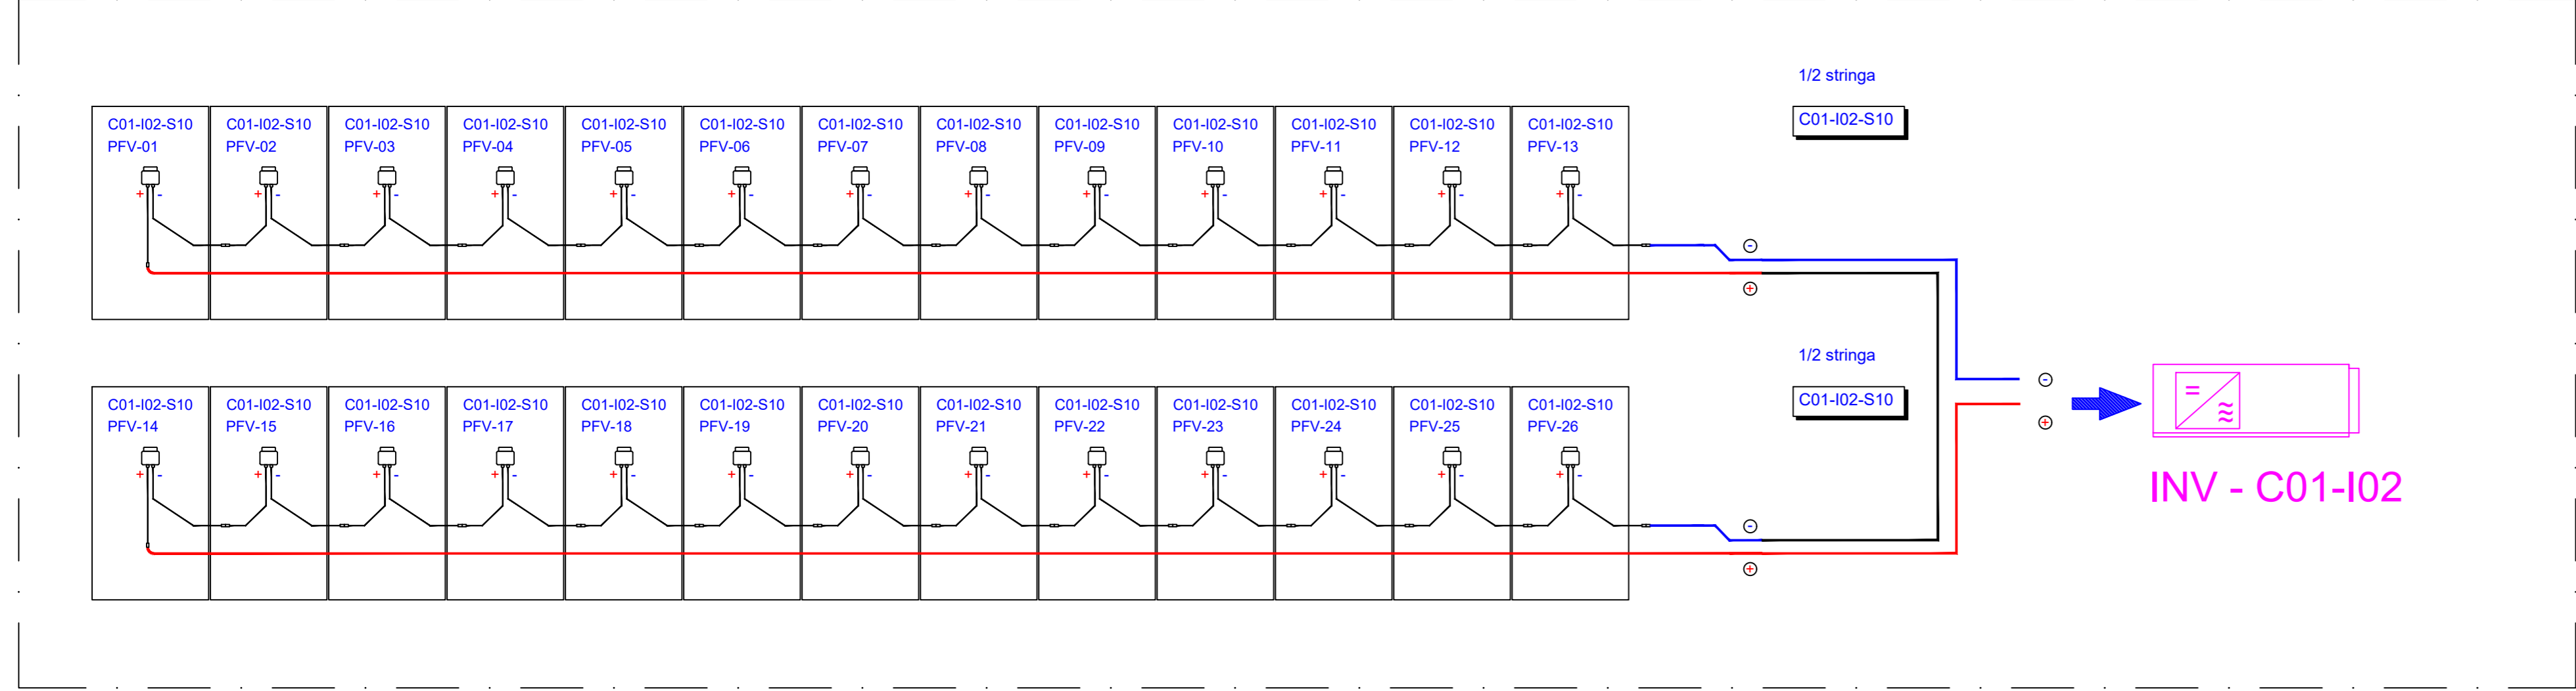 1/2 stringa
C01-I02-S10
C01-I02-S10 C01-I02-S10 C01-I02-S10 C01-I02-S10 C01-I02-S10 C01-I02-S10 C01-I02-S10 C01-I02-S10 C01-I02-S10 C01-I02-S10 C01-I02-S10 C01-I02-S10 C01-I02-S10
PFV-01 PFV-02 PFV-03 PFV-04 PFV-05 PFV-06 PFV-07 PFV-08 PFV-09 PFV-10 PFV-11 PFV-12 PFV-13
+ - + - + - + - + - + - + - + - + - + - + - + - + -
-
+
1/2 stringa
C01-I02-S10
C01-I02-S10 C01-I02-S10 C01-I02-S10 C01-I02-S10 C01-I02-S10 C01-I02-S10 C01-I02-S10 C01-I02-S10 C01-I02-S10 C01-I02-S10 C01-I02-S10 C01-I02-S10 C01-I02-S10
PFV-14 PFV-15 PFV-16 PFV-17 PFV-18 PFV-19 PFV-20 PFV-21 PFV-22 PFV-23 PFV-24 PFV-25 PFV-26
+ - + - + - + - + - + - + - + - + - + - + - + - + -
-
+
-
+
INV - C01-I02